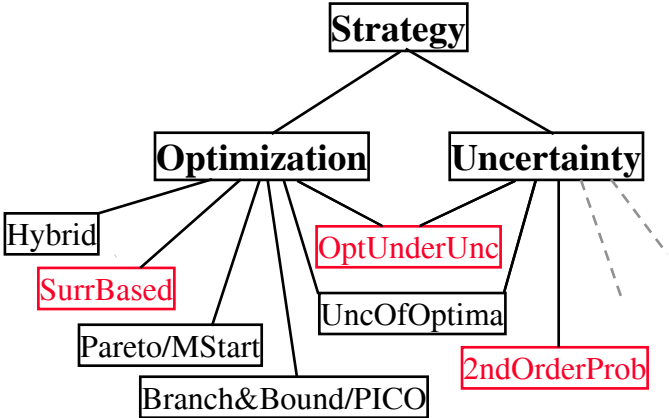 Strategy
Optimization
Uncertainty
Hybrid
OptUnderUnc
SurrBased
UncOfOptima
Pareto/MStart
2ndOrderProb
Branch&Bound/PICO